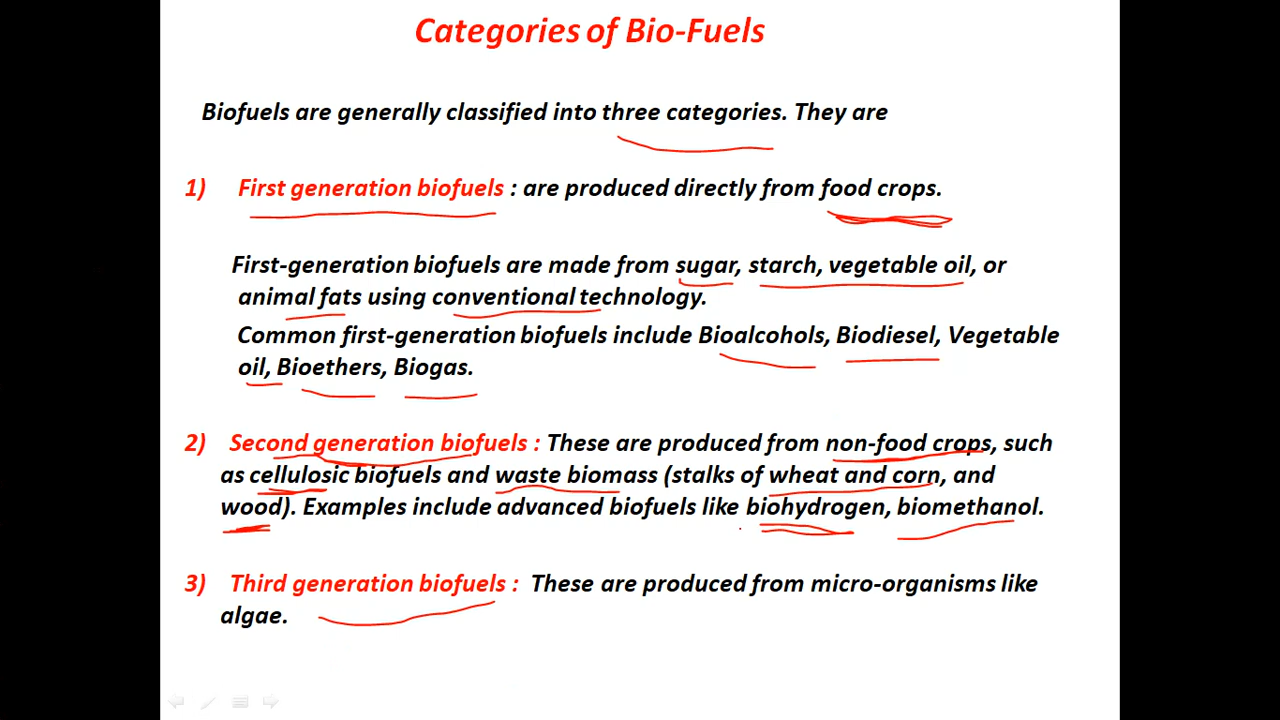 Categories of Bio-Fuels
Biofuels are generally classified into three categories. They are
1) First generation biofuels : are produced directly from food crops.
First-generation biofuels are made from sugar, starch, vegetable oil, or
animal fats using conventional technology.
Common first-generation biofuels include Bioalcohols, Biodiesel, Vegetable
oil, Bioethers, Biogas.
2) Second generation biofuels : These are produced from non-food crops, such
as cellulosic biofuels and waste biomass (stalks of wheat and corn, and
wood). Examples include advanced biofuels like biohydrogen, biomethanol.
3) Third generation biofuels : These are produced from micro-organisms like
algae.